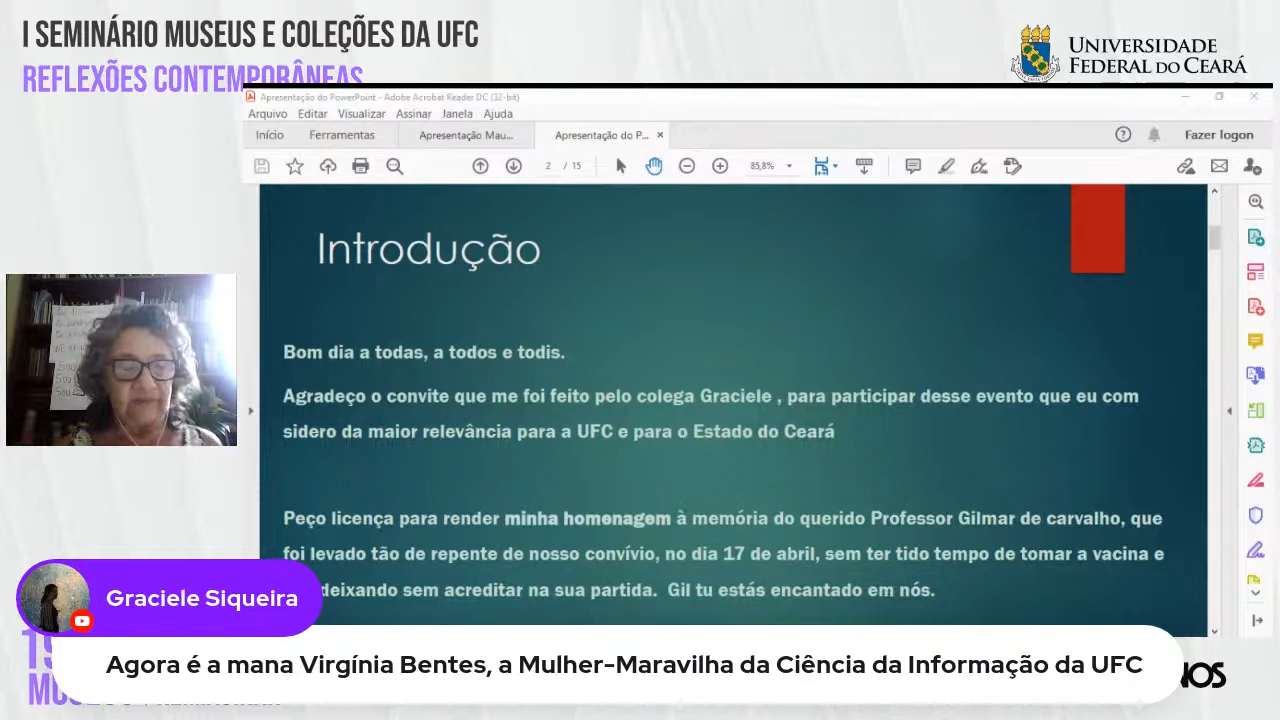 I SEMINÁRIO MUSEUS E COLEÇÕES DA UFC
REFLEXÕES CONTEMPORÂNEAS
UNIVERSIDADE
FEDERAL DO CEARÁ
Apresentação do PowerPoint - Adobe Acrobat Reader DC (32-bit)
Arquivo Editar Visualizar Assinar Janela Ajuda
Início Ferramentas Apresentação Mau... Apresentação do P... × Fazer logon
2 / 15 85,8%
Introdução
Bom dia a todas, a todos e todis.
Agradeço o convite que me foi feito pelo colega Graciele , para participar desse evento que eu com
sidero da maior relevância para a UFC e para o Estado do Ceará
Peço licença para render minha homenagem à memória do querido Professor Gilmar de carvalho, que
foi levado tão de repente de nosso convívio, no dia 17 de abril, sem ter tido tempo de tomar a vacina e
deixando sem acreditar na sua partida. Gil tu estás encantado em nós.
Graciele Siqueira
Agora é a mana Virgínia Bentes, a Mulher-Maravilha da Ciência da Informação da UFC